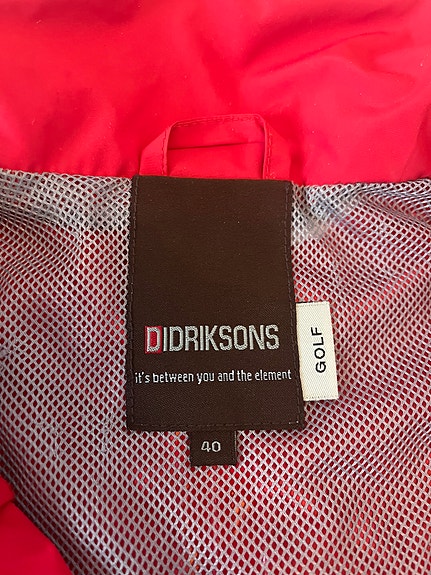 DIDRIKSONS
it's between you and the element
GOLF
40